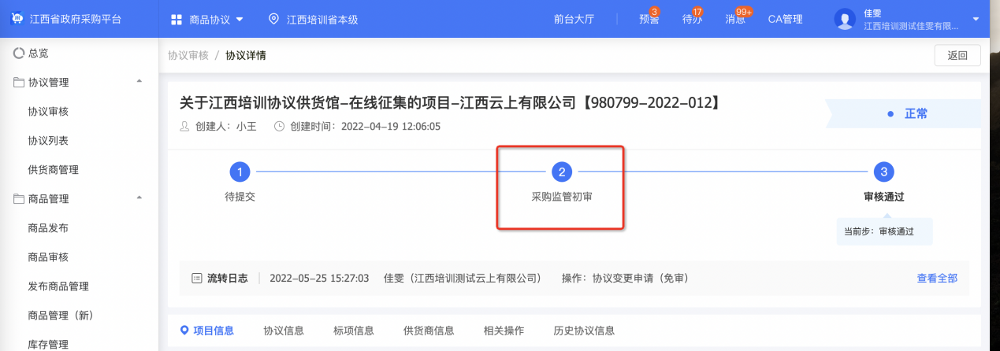 江西省政府采购平台
商品协议
江西培训省本级
前台大厅
预警
3
待办
17
消息
99+
CA管理
佳雯
江西培训测试佳雯有限...
总览
协议管理
协议审核
协议列表
供货商管理
商品管理
商品发布
商品审核
发布商品管理
商品管理（新）
库存管理
协议审核 / 协议详情
返回
关于江西培训协议供货馆-在线征集的项目-江西云上有限公司【980799-2022-012】
创建人：小王 创建时间：2022-04-19 12:06:05
正常
1
待提交
2
采购监管初审
3
审核通过
当前步：审核通过
流转日志 2022-05-25 15:27:03 佳雯（江西培训测试云上有限公司） 操作：协议变更申请（免审） 查看全部
项目信息 协议信息 标项信息 供货商信息 相关操作 历史协议信息